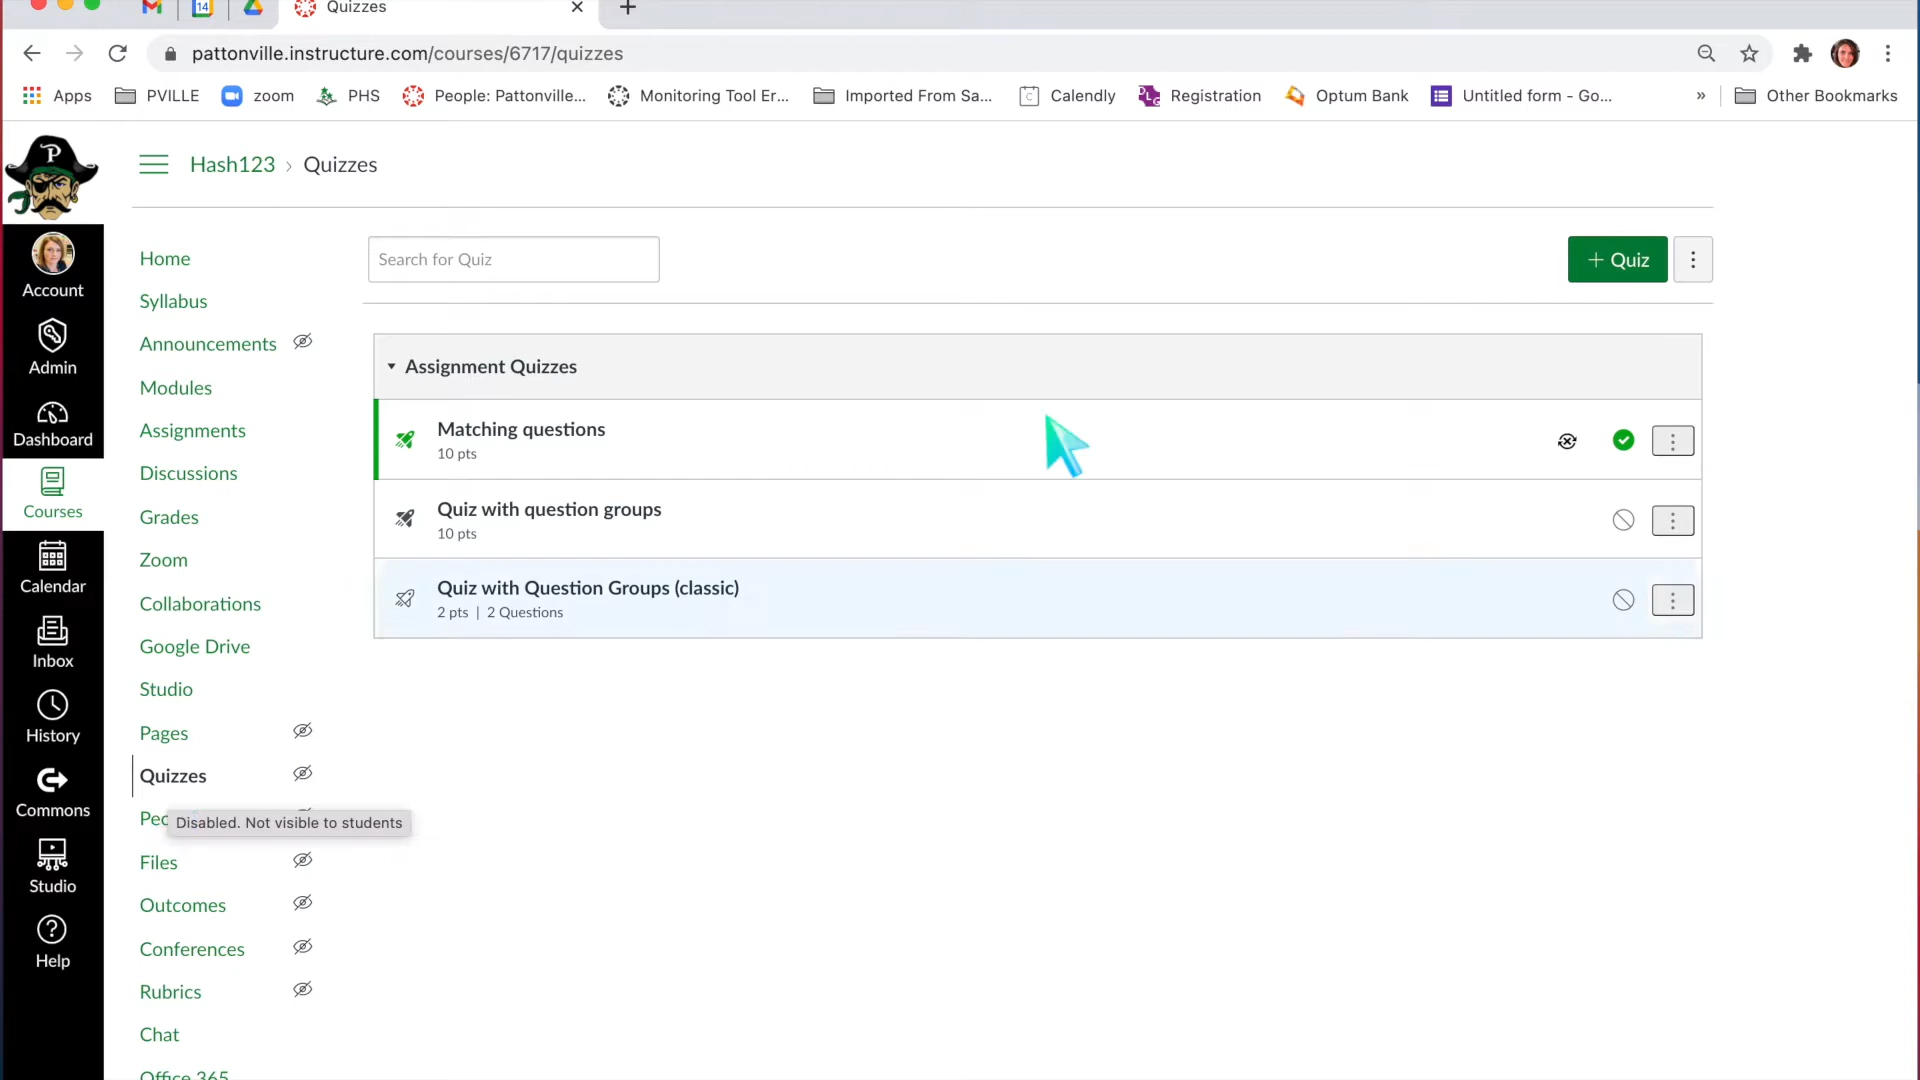 14
Quizzes
pattonville.instructure.com/courses/6717/quizzes
Apps
PVILLE
zoom
PHS
People: Pattonville...
Monitoring Tool Er...
Imported From Sa...
Calendly
Registration
Optum Bank
Untitled form - Go...
»
Other Bookmarks
P
Hash123 › Quizzes
Account
Admin
Dashboard
Courses
Calendar
Inbox
History
Commons
Studio
Help
Home
Syllabus
Announcements
Modules
Assignments
Discussions
Grades
Zoom
Collaborations
Google Drive
Studio
Pages
Quizzes
Disabled. Not visible to students
Files
Outcomes
Conferences
Rubrics
Chat
Office 365
Search for Quiz
+ Quiz
Assignment Quizzes
Matching questions
10 pts
Quiz with question groups
10 pts
Quiz with Question Groups (classic)
2 pts | 2 Questions